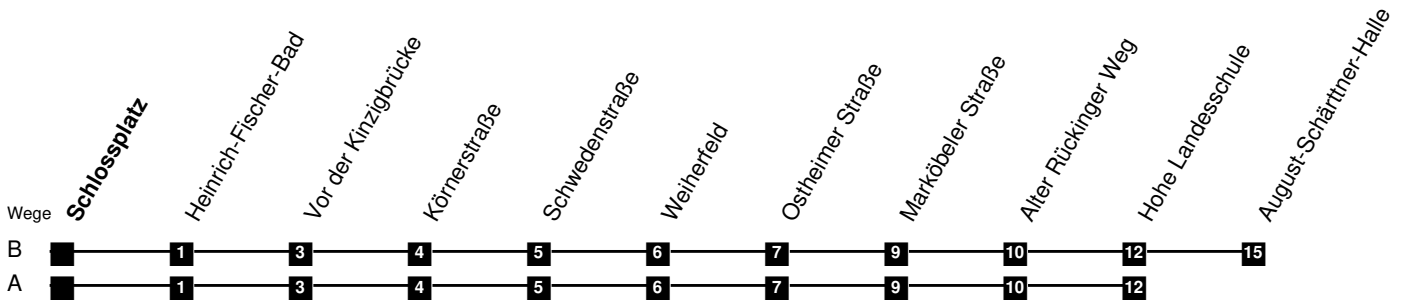 Schlossplatz
Heinrich-Fischer-Bad
Vor der Kinzigbrücke
Körnerstraße
Schwedenstraße
Weiherfeld
Ostheimer Straße
Marköbeler Straße
Alter Rückinger Weg
Hohe Landesschule
August-Schärttner-Halle
Wege
B 1 3 4 5 6 7 9 10 12 15
A 1 3 4 5 6 7 9 10 12